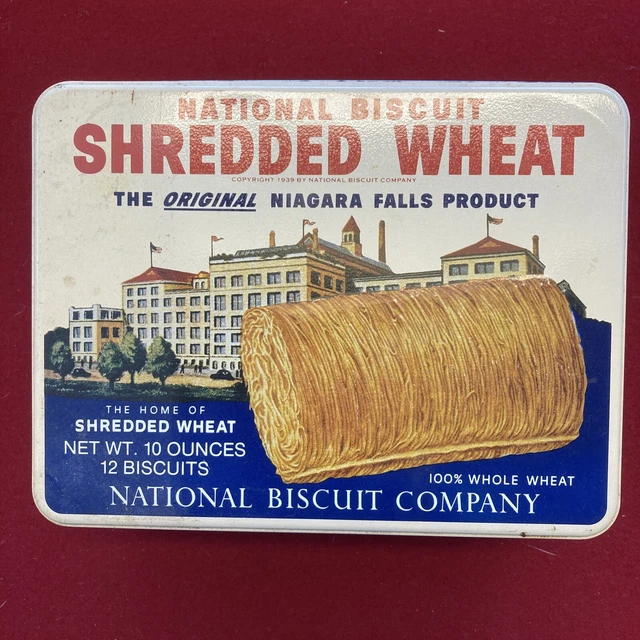 NATIONAL BISCUIT
SHREDDED WHEAT
COPYRIGHT 1939 BY NATIONAL BISCUIT COMPANY
THE ORIGINAL NIAGARA FALLS PRODUCT
THE HOME OF
SHREDDED WHEAT
NET WT. 10 OUNCES
12 BISCUITS
100% WHOLE WHEAT
NATIONAL BISCUIT COMPANY